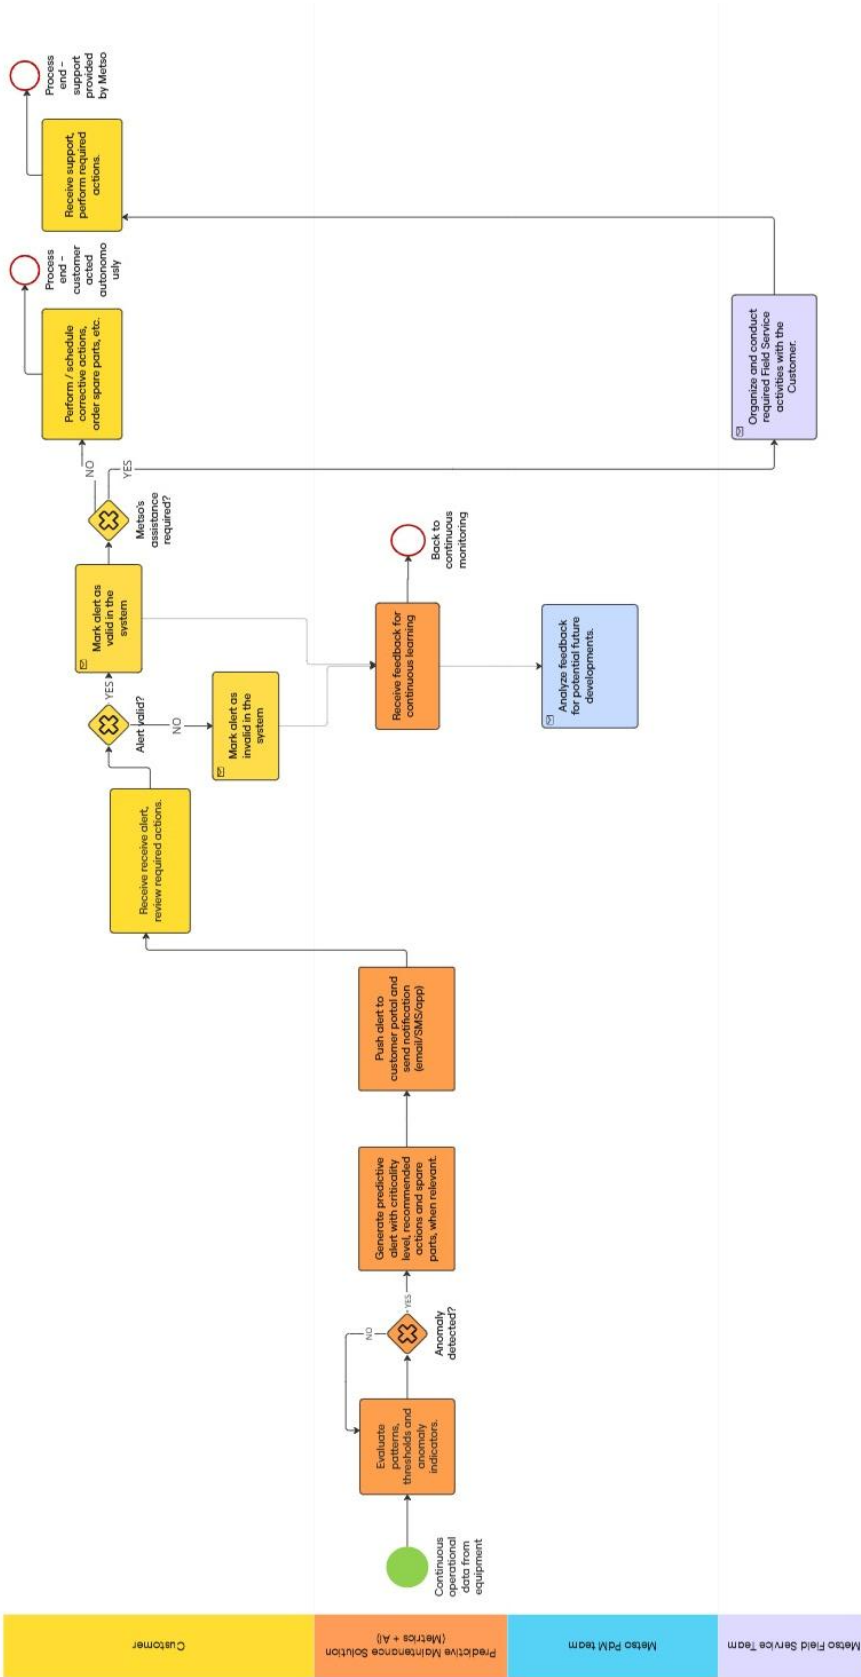 Customer
Predictive Maintenance Solution
(Metrics + AI)
Metso PdM team
Metso Field Service Team
Continuous
operational
data from
equipment
Evaluate
patterns,
thresholds and
anomaly
indicators.
Anomaly
detected?
NO
YES
Generate predictive
alert with criticality
level, recommended
actions and spare
parts, when relevant.
Push alert to
customer portal and
send notification
(email/SMS/app)
Receive receive alert,
review required actions.
Alert valid?
YES
NO
Mark alert as
invalid in the
system
Mark alert as
valid in the
system
Receive feedback for
continuous learning
Back to
continuous
monitoring
Analyze feedback
for potential future
developments.
Metso's
assistance
required?
NO
YES
Perform / schedule
corrective actions,
order spare parts, etc.
Process
end -
customer
acted
autonomo
usly
Organize and conduct
required Field Service
activities with the
Customer.
Receive support,
perform required
actions.
Process
end -
support
provided
by Metso